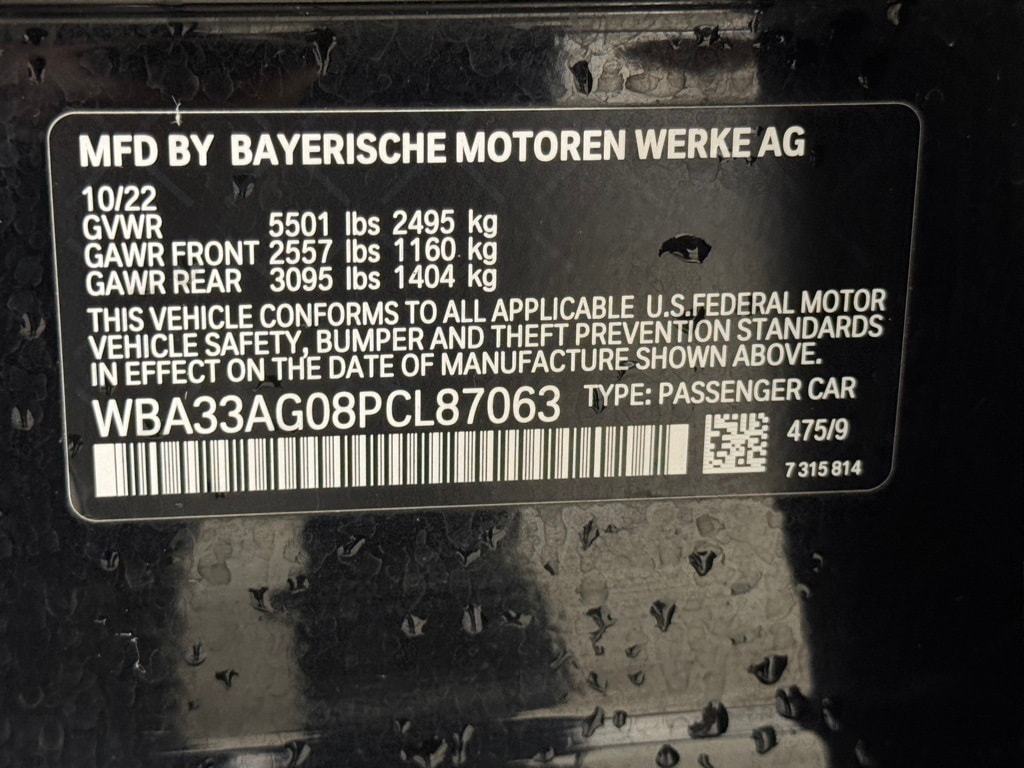 MFD BY BAYERISCHE MOTOREN WERKE AG
10/22
GVWR 5501 lbs 2495 kg
GAWR FRONT 2557 lbs 1160 kg
GAWR REAR 3095 lbs 1404 kg
THIS VEHICLE CONFORMS TO ALL APPLICABLE U.S.FEDERAL MOTOR
VEHICLE SAFETY, BUMPER AND THEFT PREVENTION STANDARDS
IN EFFECT ON THE DATE OF MANUFACTURE SHOWN ABOVE.
WBA33AG08PCL87063 TYPE: PASSENGER CAR
475/9
7 315 814